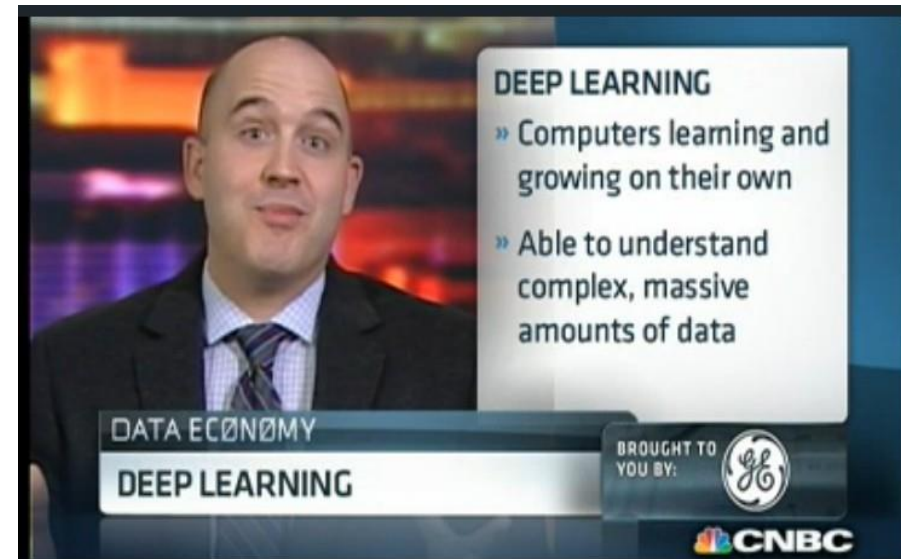 DEEP LEARNING
» Computers learning and
growing on their own
» Able to understand
complex, massive
amounts of data
DATA ECØNØMY
DEEP LEARNING
BROUGHT TO
YOU BY:
GE
CNBC